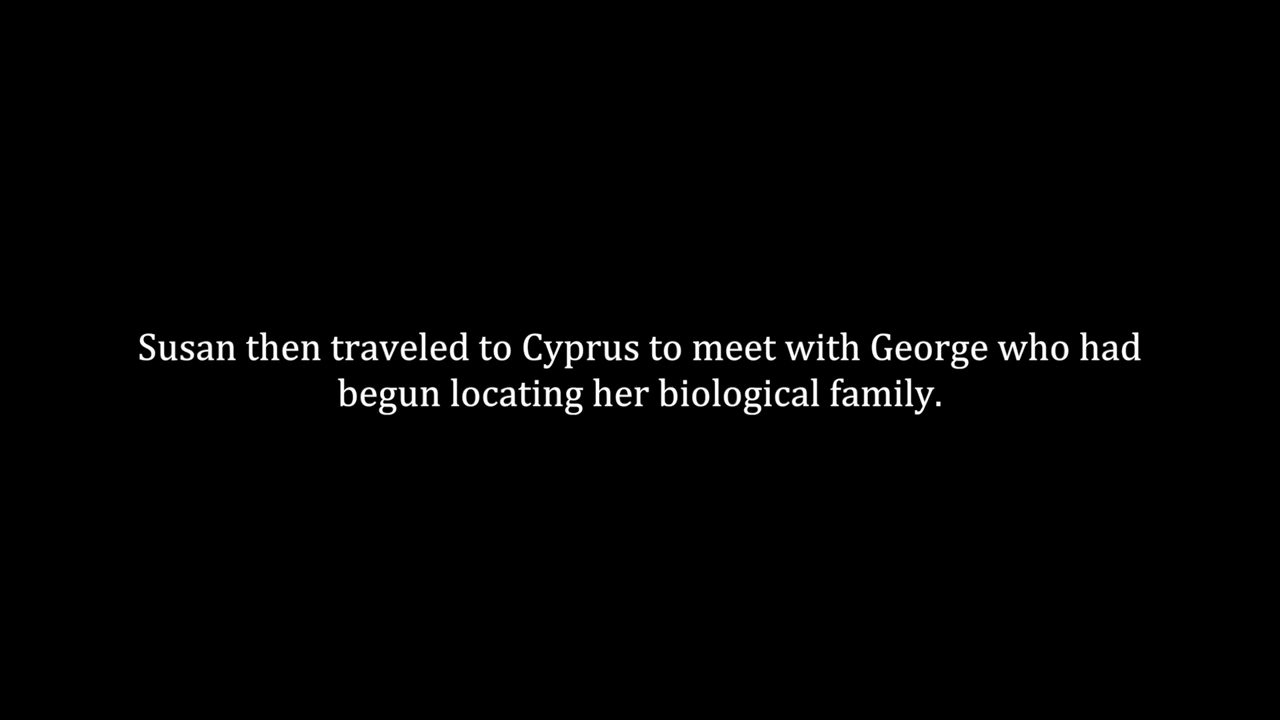 Susan then traveled to Cyprus to meet with George who had
begun locating her biological family.